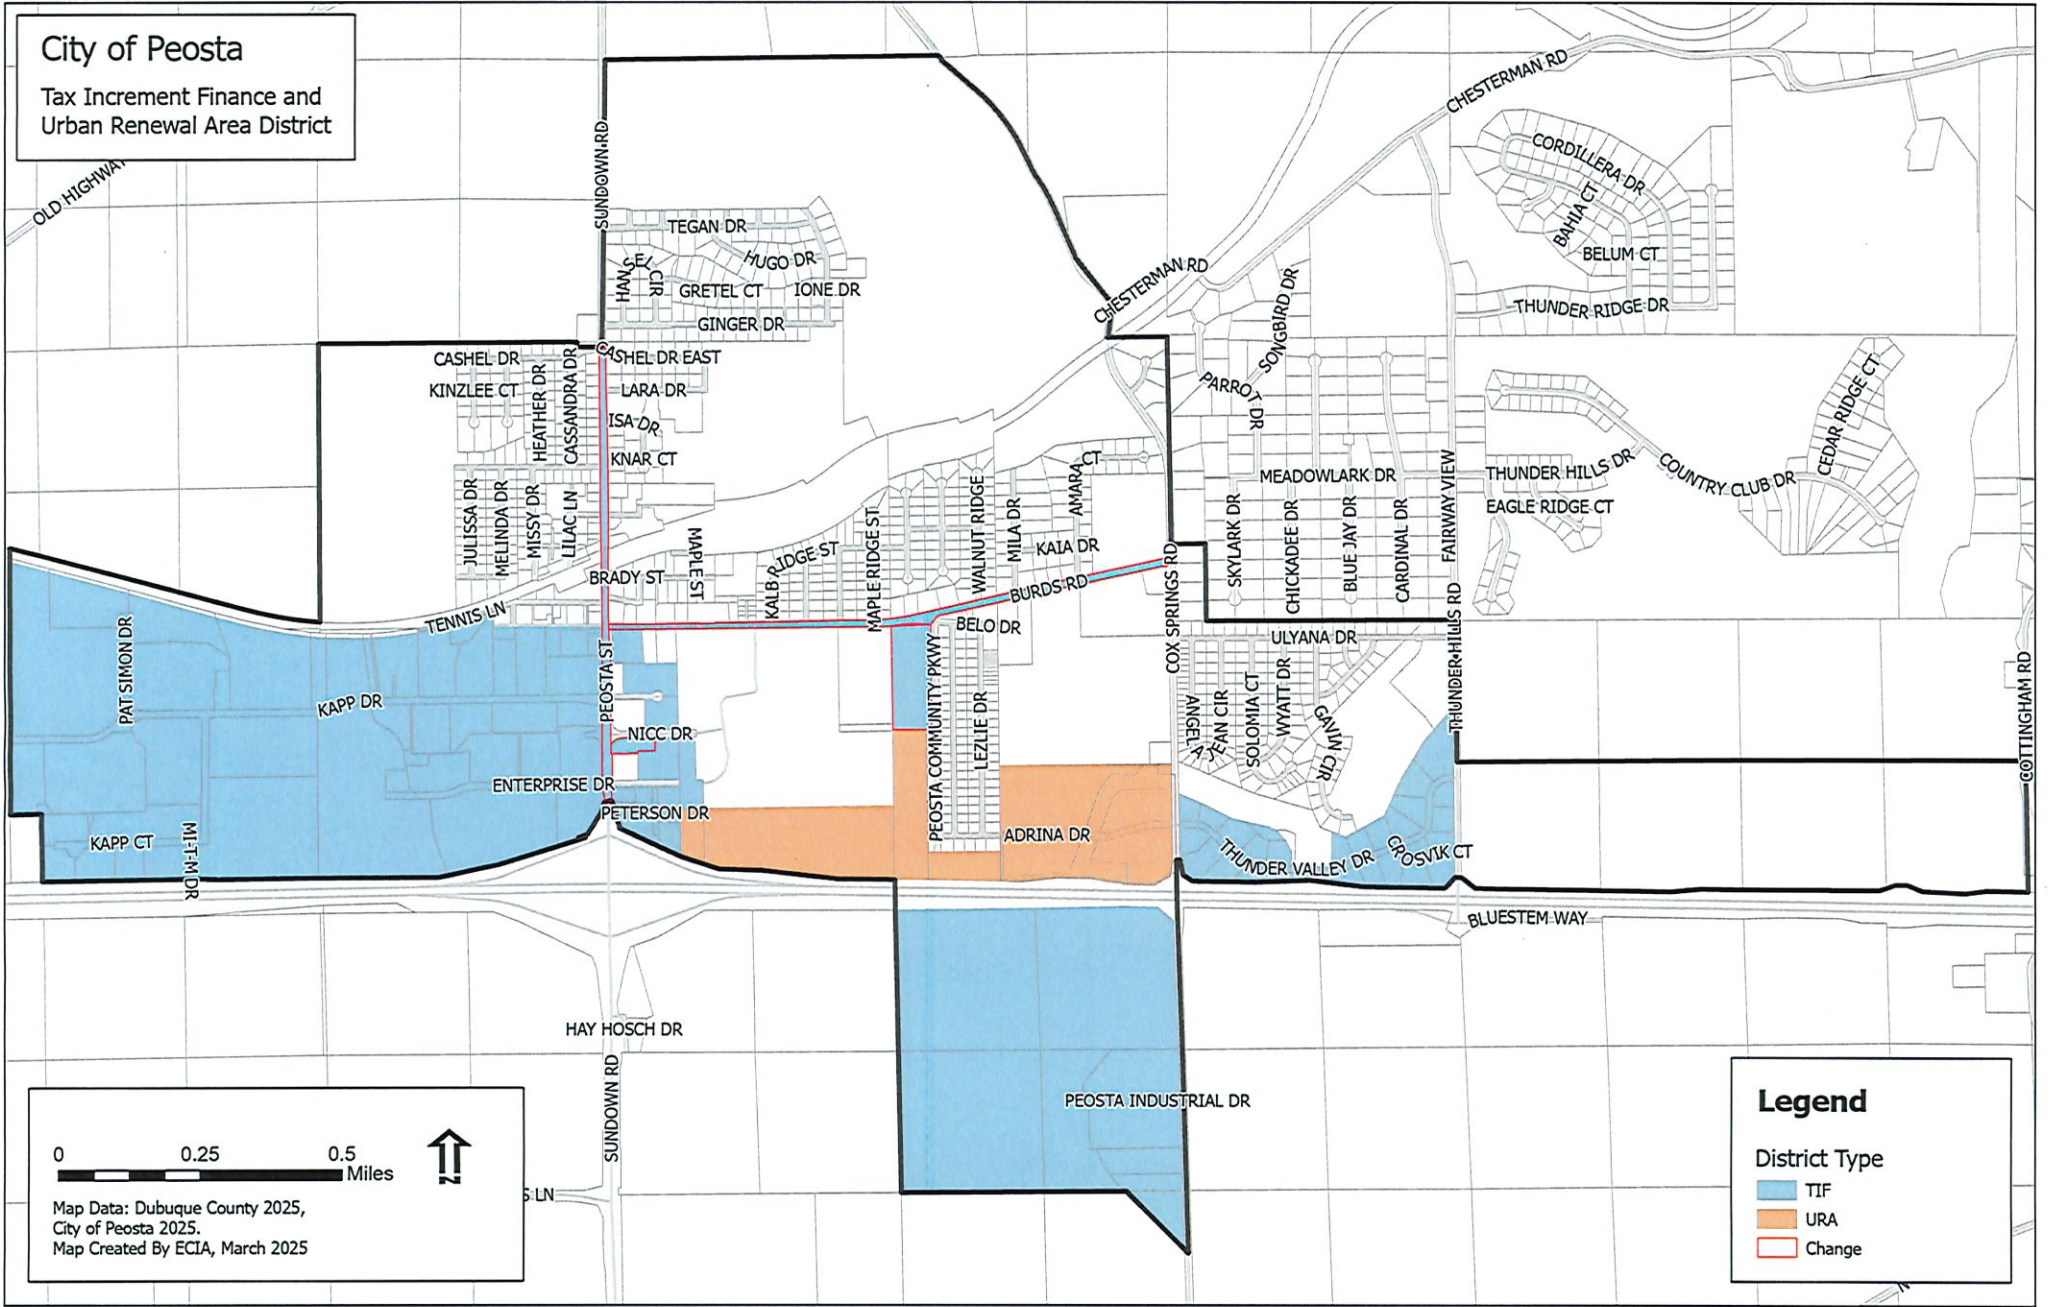 City of Peosta
Tax Increment Finance and
Urban Renewal Area District
OLD HIGHWAY
SUNDOWN RD
CHESTERMAN RD
CORDILLERA DR
BAHIA CT
BELUM CT
TEGAN DR
HUGO DR
HANSEL CIR
GRETEL CT
IONE DR
GINGER DR
CHESTERMAN RD
SONGBIRD DR
THUNDER RIDGE DR
CASHEL DR
CASHEL DR EAST
KINZLEE CT
HEATHER DR
CASSANDRA DR
LARA DR
ISA DR
KNAR CT
PARROT DR
CEDAR RIDGE CT
MEADOWLARK DR
FAIRWAY VIEW
THUNDER HILLS DR
COUNTRY CLUB DR
EAGLE RIDGE CT
JULISSA DR
MELINDA DR
MISSY DR
LILAC LN
MAPLE ST
KALB
RIDGE ST
MAPLE RIDGE ST
WALNUT RIDGE
MILA DR
AMARA CT
KAIA DR
SKYLARK DR
CHICKADEE DR
BLUE JAY DR
CARDINAL DR
BRADY ST
TENNIS LN
BURDS RD
BELO DR
COX SPRINGS RD
ULYANA DR
THUNDER HILLS RD
COTTINGHAM RD
PAT SIMON DR
KAPP DR
PEOSTA ST
NICC DR
PEOSTA COMMUNITY PKWY
LEZLIE DR
ANGELA
JEAN CIR
SOLOMIA CT
WYATT DR
GAVIN CIR
ENTERPRISE DR
PETERSON DR
ADRINA DR
KAPP CT
MI-T-M DR
THUNDER VALLEY DR
CROSVIK CT
BLUESTEM WAY
HAY HOSCH DR
SUNDOWN RD
PEOSTA INDUSTRIAL DR
S LN
0 0.25 0.5
Miles
N
Map Data: Dubuque County 2025,
City of Peosta 2025.
Map Created By ECIA, March 2025
Legend
District Type
TIF
URA
Change